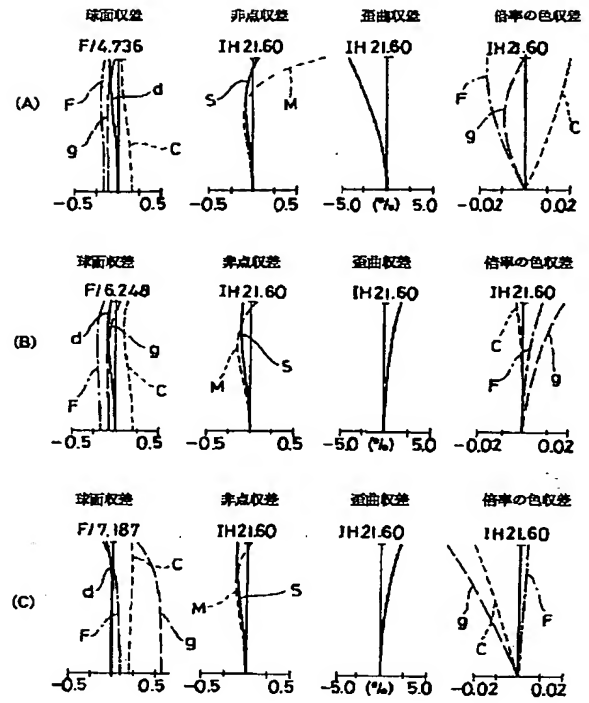 球面収差 非点収差 歪曲収差 倍率の色収差
F/4.736 IH21.60 IH21.60 IH21.60
(A)
F d S M F g C
g C
-0.5 0.5 0.5 -5.0 (%) 5.0 -0.02 0.02
球面収差 非点収差 歪曲収差 倍率の色収差
F/6.248 IH21.60 IH21.60 IH21.60
(B)
d g S C
F C M F g
-0.5 0.5 -0.5 0.5 -5.0 (%) 5.0 -0.02 0.02
球面収差 非点収差 歪曲収差 倍率の色収差
F/7.187 IH21.60 IH21.60 IH21.60
(C)
d C M S g F
F g C
-0.5 0.5 -0.5 0.5 -5.0 (%) 5.0 -0.02 0.02